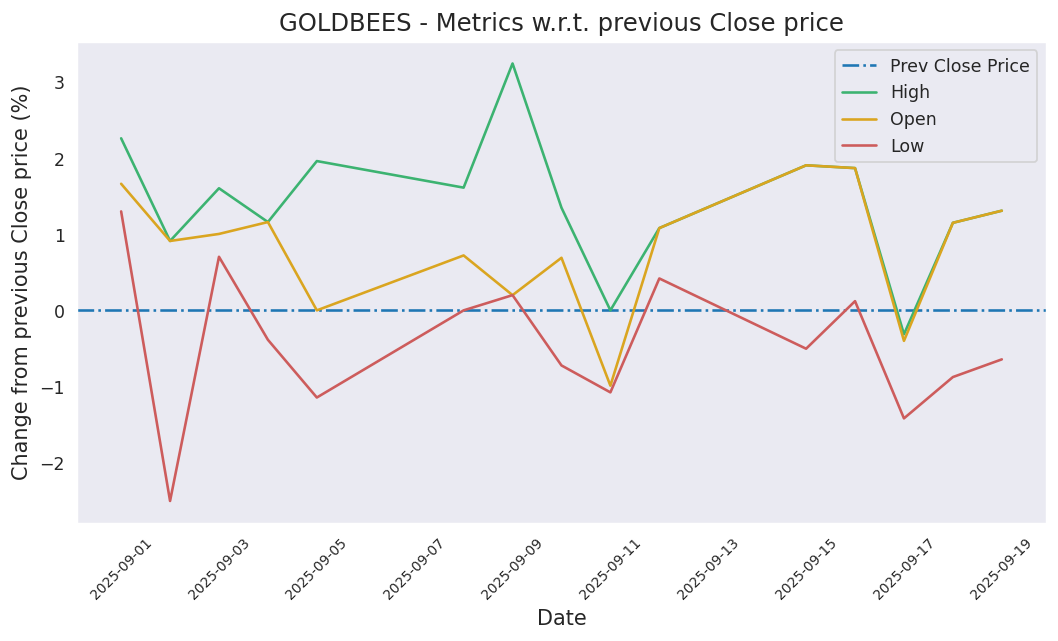 GOLDBEES - Metrics w.r.t. previous Close price
Change from previous Close price (%)
3
2
1
0
−1
−2
Prev Close Price
High
Open
Low
2025-09-01
2025-09-03
2025-09-05
2025-09-07
2025-09-09
2025-09-11
2025-09-13
2025-09-15
2025-09-17
2025-09-19
Date